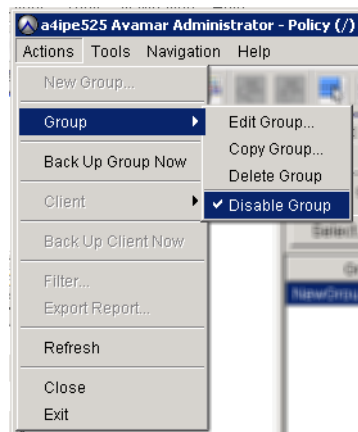 a4ipe525 Avamar Administrator - Policy (/)
Actions Tools Navigation Help
New Group...
Group
Edit Group...
Copy Group...
Delete Group
Disable Group
Back Up Group Now
Client
Back Up Client Now
Filter...
Export Report...
Refresh
Close
Exit